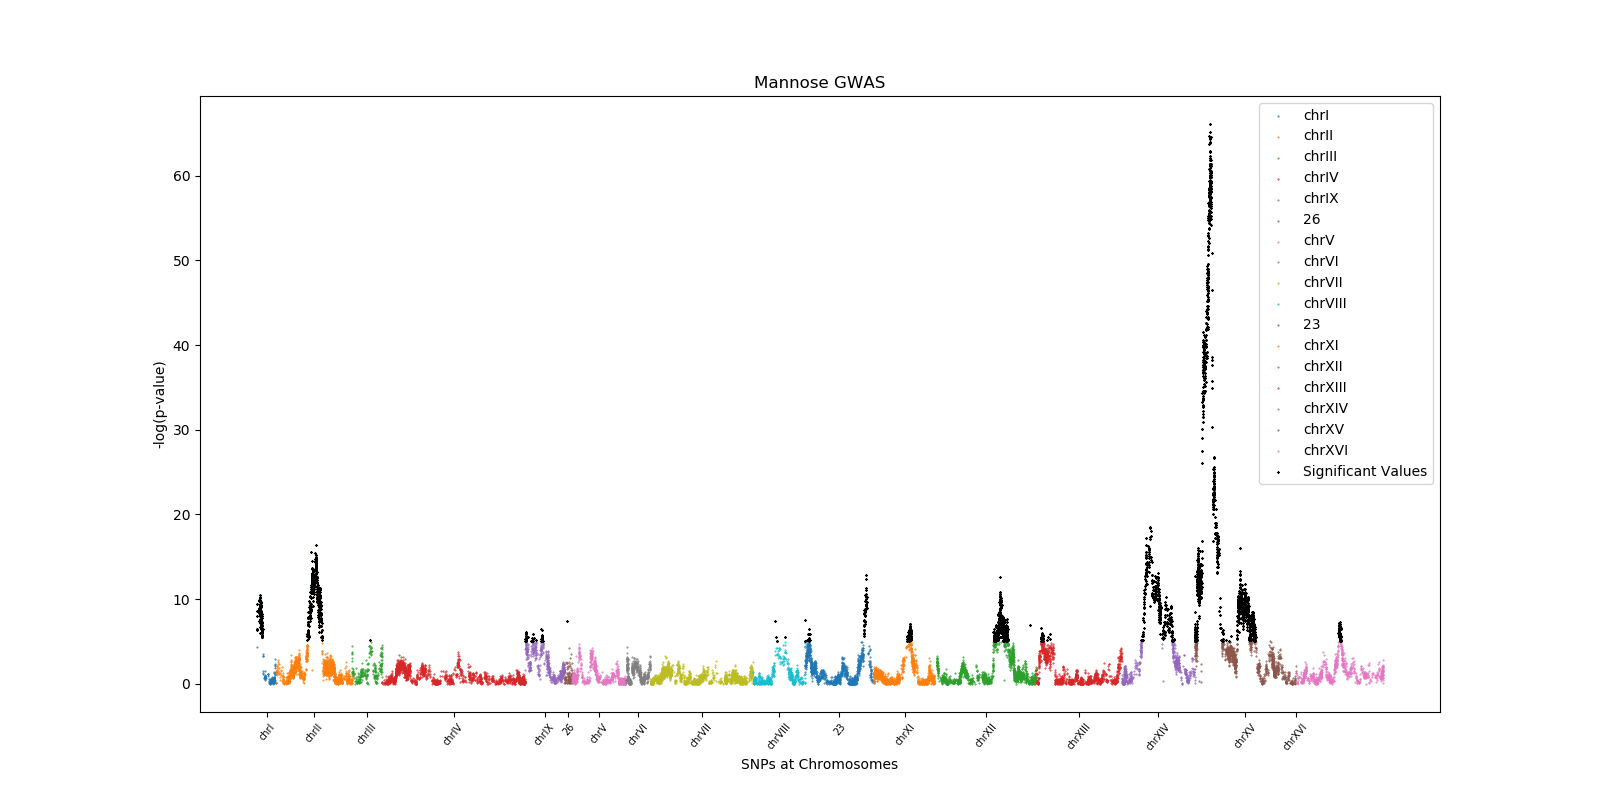 Mannose GWAS
-log(p-value)
60
50
40
30
20
10
0
chrI
chrII
chrIII
chrIV
chrIX
26
chrV
chrVI
chrVII
chrVIII
23
chrXI
chrXII
chrXIII
chrXIV
chrXV
chrXVI
Significant Values
chrI
chrII
chrIII
chrIV
chrIX
26
chrV
chrVI
chrVII
chrVIII
23
chrXI
chrXII
chrXIII
chrXIV
chrXV
chrXVI
SNPs at Chromosomes